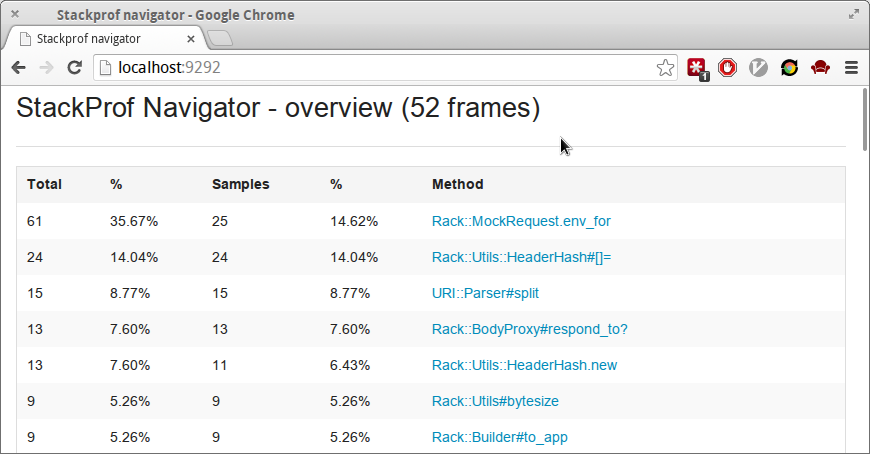 Stackprof navigator - Google Chrome
Stackprof navigator
localhost:9292
1
StackProf Navigator - overview (52 frames)
Total % Samples % Method
61 35.67% 25 14.62% Rack::MockRequest.env_for
24 14.04% 24 14.04% Rack::Utils::HeaderHash#[]=
15 8.77% 15 8.77% URI::Parser#split
13 7.60% 13 7.60% Rack::BodyProxy#respond_to?
13 7.60% 11 6.43% Rack::Utils::HeaderHash.new
9 5.26% 9 5.26% Rack::Utils#bytesize
9 5.26% 9 5.26% Rack::Builder#to_app